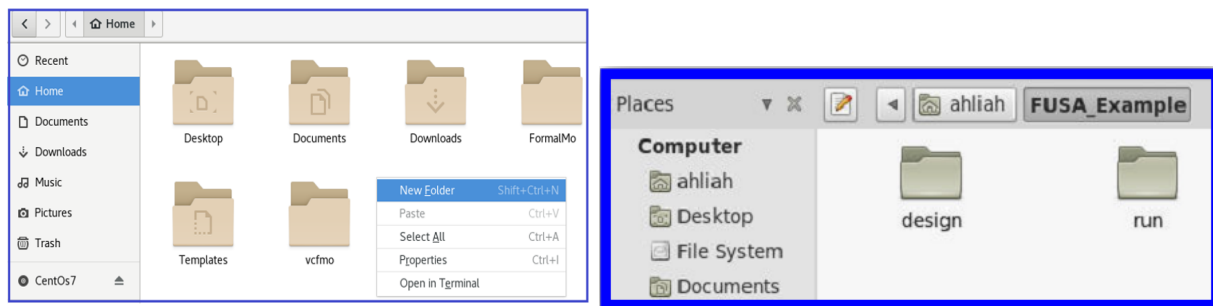 Home
Recent
Home
Documents
Downloads
Music
Pictures
Trash
CentOs7
Desktop
Documents
Downloads
FormalMo
Templates
vcfmo
New Folder Shift+Ctrl+N
Paste Ctrl+V
Select All Ctrl+A
Properties Ctrl+I
Open in Terminal
Places
ahliah FUSA_Example
Computer
ahliah
Desktop
File System
Documents
design
run